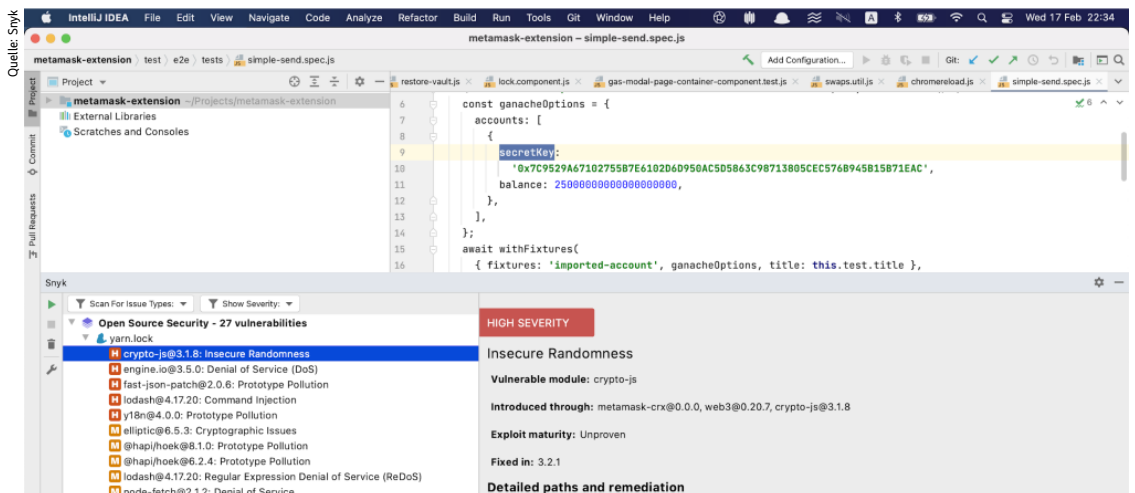 Quelle: Snyk
IntelliJ IDEA File Edit View Navigate Code Analyze Refactor Build Run Tools Git Window Help Wed 17 Feb 22:34
metamask-extension – simple-send.spec.js
metamask-extension test e2e tests simple-send.spec.js Add Configuration... Git:
Project restore-vault.js lock.component.js gas-modal-page-container-component.test.js swaps.util.js chromereload.js simple-send.spec.js
Project
Commit
Pull Requests
metamask-extension ~/Projects/metamask-extension
External Libraries
Scratches and Consoles
6 const ganacheOptions = { 6
7 accounts: [
8 {
9 secretKey:
10 '0x7C9529A67102755B7E6102D6D950AC5D5863C98713805CEC576B945B15B71EAC',
11 balance: 25000000000000000000,
12 },
13 ],
14 };
15 await withFixtures(
16 { fixtures: 'imported-account', ganacheOptions, title: this.test.title },
Snyk
Scan For Issue Types: Show Severity:
Open Source Security - 27 vulnerabilities
yarn.lock
H crypto-js@3.1.8: Insecure Randomness
H engine.io@3.5.0: Denial of Service (DoS)
H fast-json-patch@2.0.6: Prototype Pollution
H lodash@4.17.20: Command Injection
H y18n@4.0.0: Prototype Pollution
M elliptic@6.5.3: Cryptographic Issues
M @hapi/hoek@8.1.0: Prototype Pollution
M @hapi/hoek@6.2.4: Prototype Pollution
M lodash@4.17.20: Regular Expression Denial of Service (ReDoS)
M node-fetch@2.1.2: Denial of Service
HIGH SEVERITY
Insecure Randomness
Vulnerable module: crypto-js
Introduced through: metamask-crx@0.0.0, web3@0.20.7, crypto-js@3.1.8
Exploit maturity: Unproven
Fixed in: 3.2.1
Detailed paths and remediation